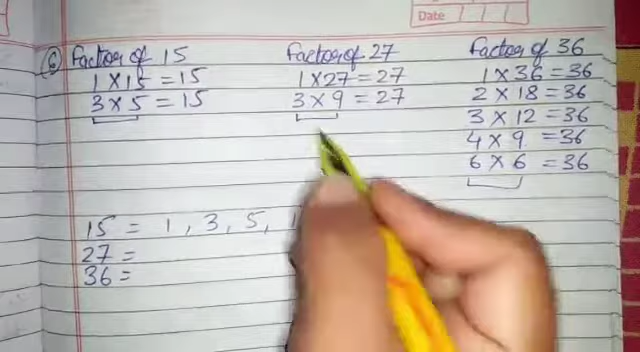 Date
6 Factor of 15
1 X 15 = 15
3 X 5 = 15
Factor of 27
1 X 27 = 27
3 X 9 = 27
Factor of 36
1 X 36 = 36
2 X 18 = 36
3 X 12 = 36
4 X 9 = 36
6 X 6 = 36
15 = 1, 3, 5, 1
27 =
36 =